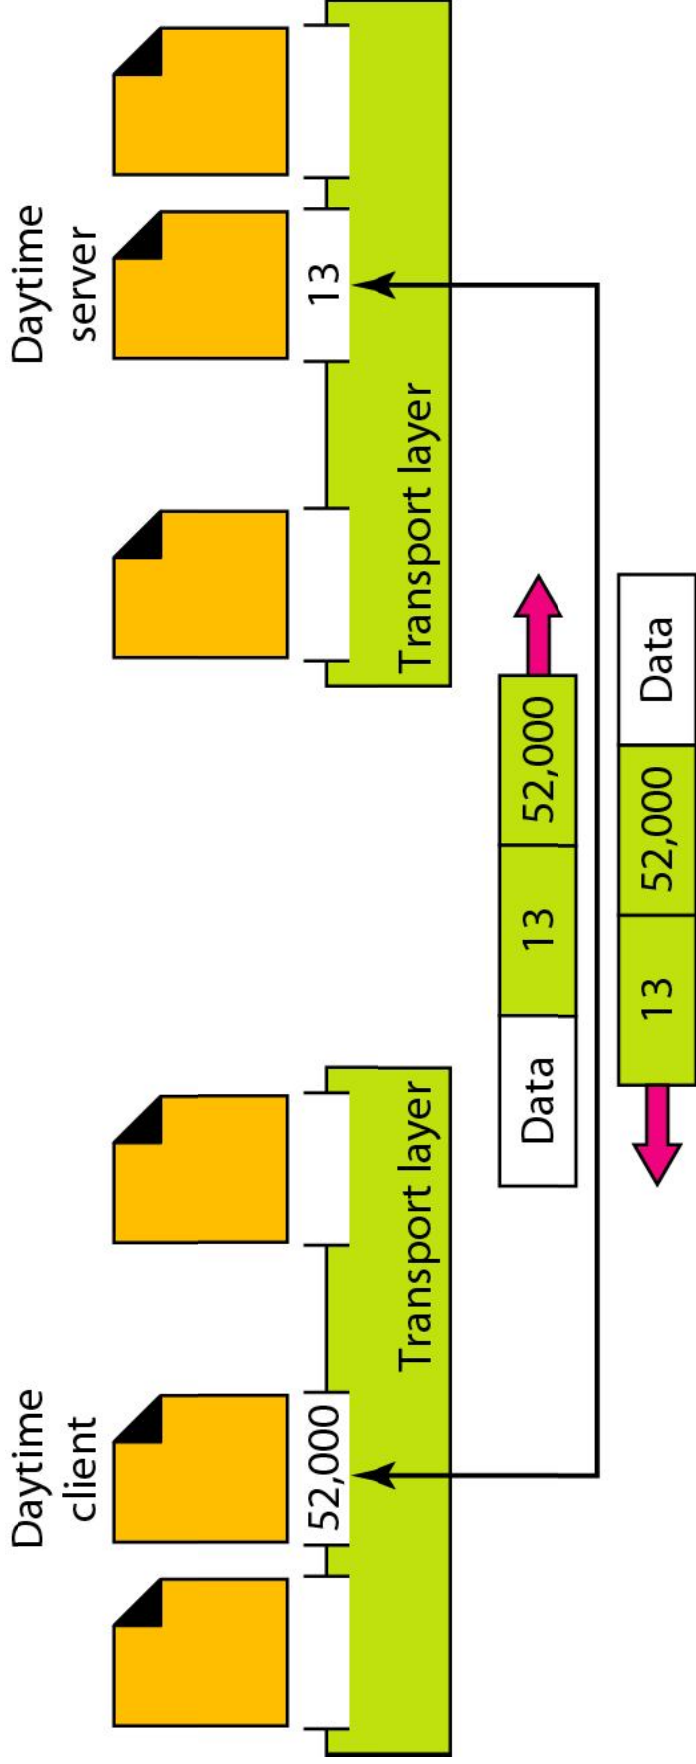 Daytime
client
Daytime
server
52,000
13
Transport layer
Transport layer
Data
13
52,000
13
52,000
Data